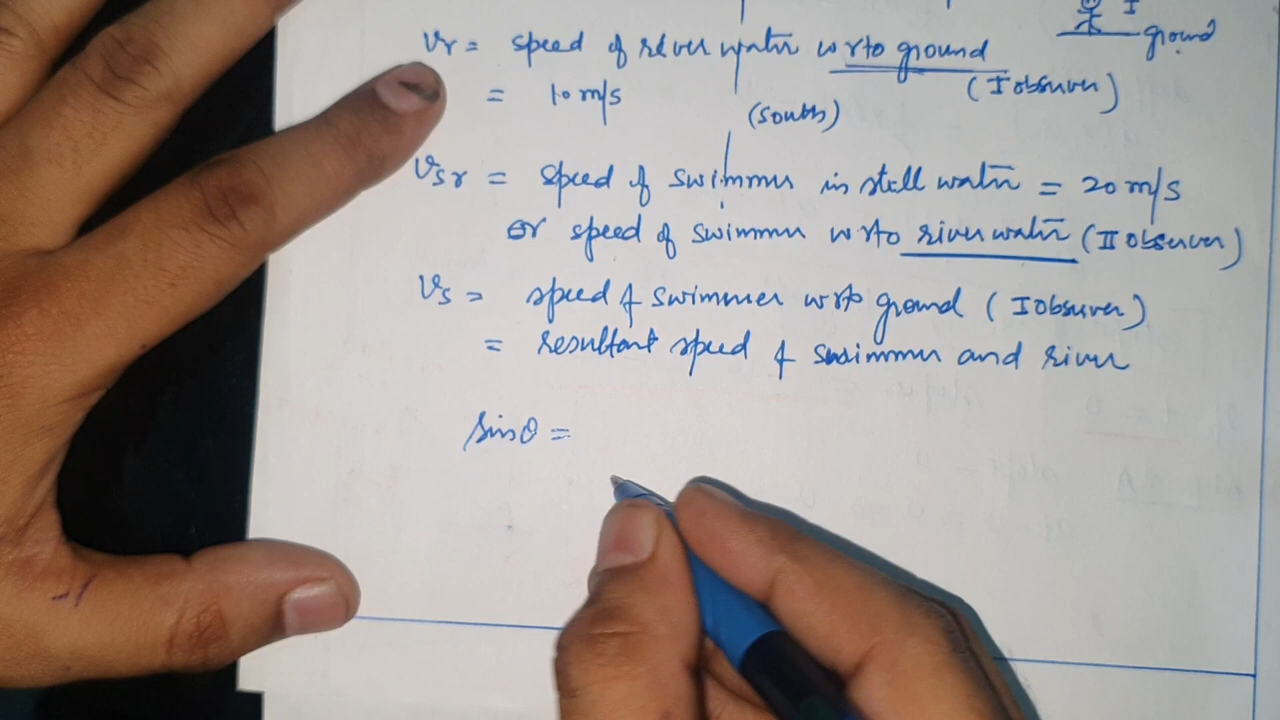 I
ground
Vr = speed of river water w r to ground
(I observer)
= 10 m/s
(south)
Vsr = speed of swimmer in still water = 20 m/s
or speed of swimmer w r to river water (II observer)
Vs = speed of swimmer w r to ground (I observer)
= resultant speed of swimmer and river
sinθ =